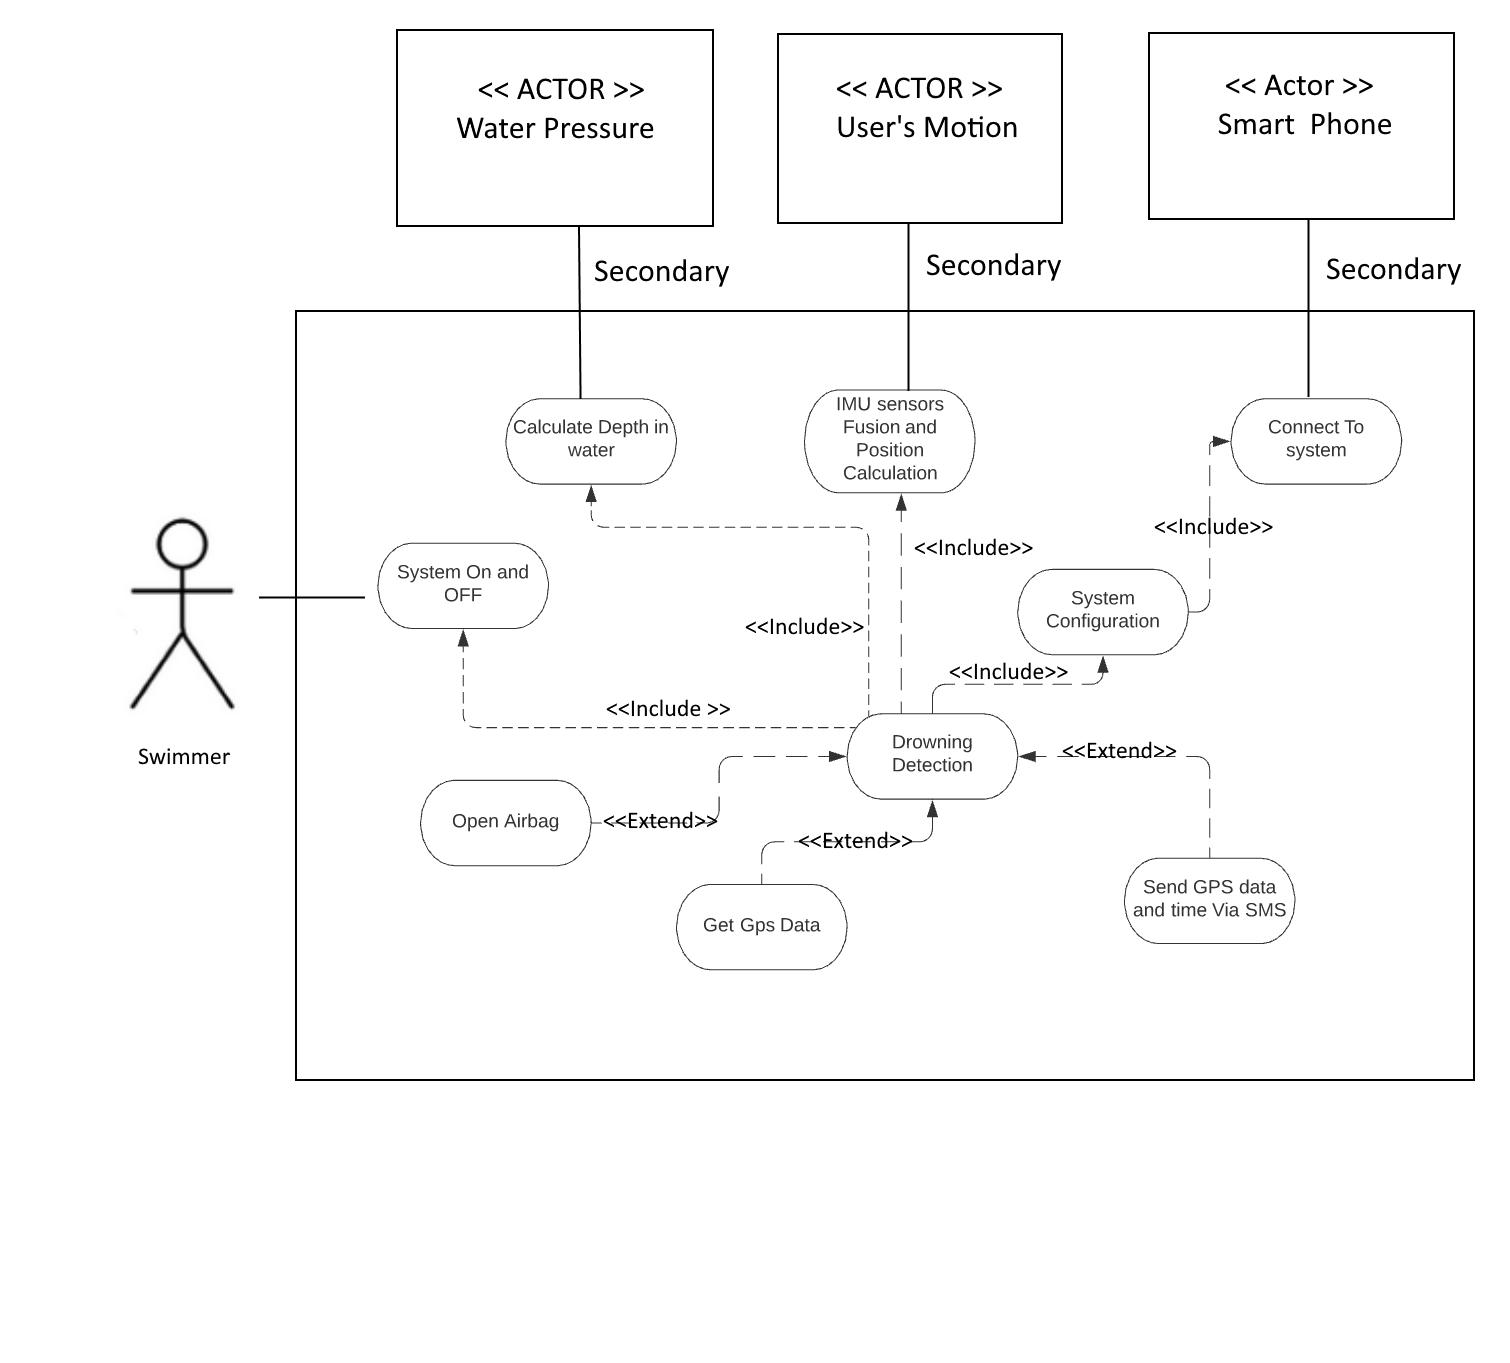 << ACTOR >>
Water Pressure
<< ACTOR >>
User's Motion
<< Actor >>
Smart  Phone
Secondary
Secondary
Secondary
Calculate Depth in
water
IMU sensors
Fusion and
Position
Calculation
Connect To
system
<<Include>>
<<Include>>
System On and
OFF
System
Configuration
<<Include>>
<<Include>>
<<Include >>
Swimmer
Drowning
Detection
<<Extend>>
Open Airbag
<<Extend>>
<<Extend>>
Get Gps Data
Send GPS data
and time Via SMS